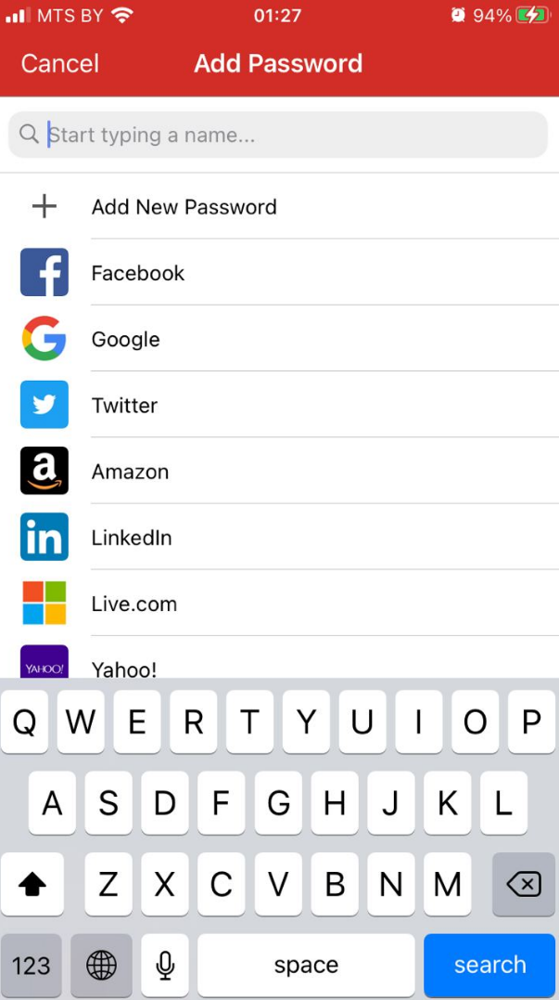 MTS BY 01:27 94%
Cancel Add Password
Start typing a name...
Add New Password
Facebook
Google
Twitter
a Amazon
in LinkedIn
Live.com
YAHOO! Yahoo!
Q W E R T Y U I O P
A S D F G H J K L
Z X C V B N M
123 space search